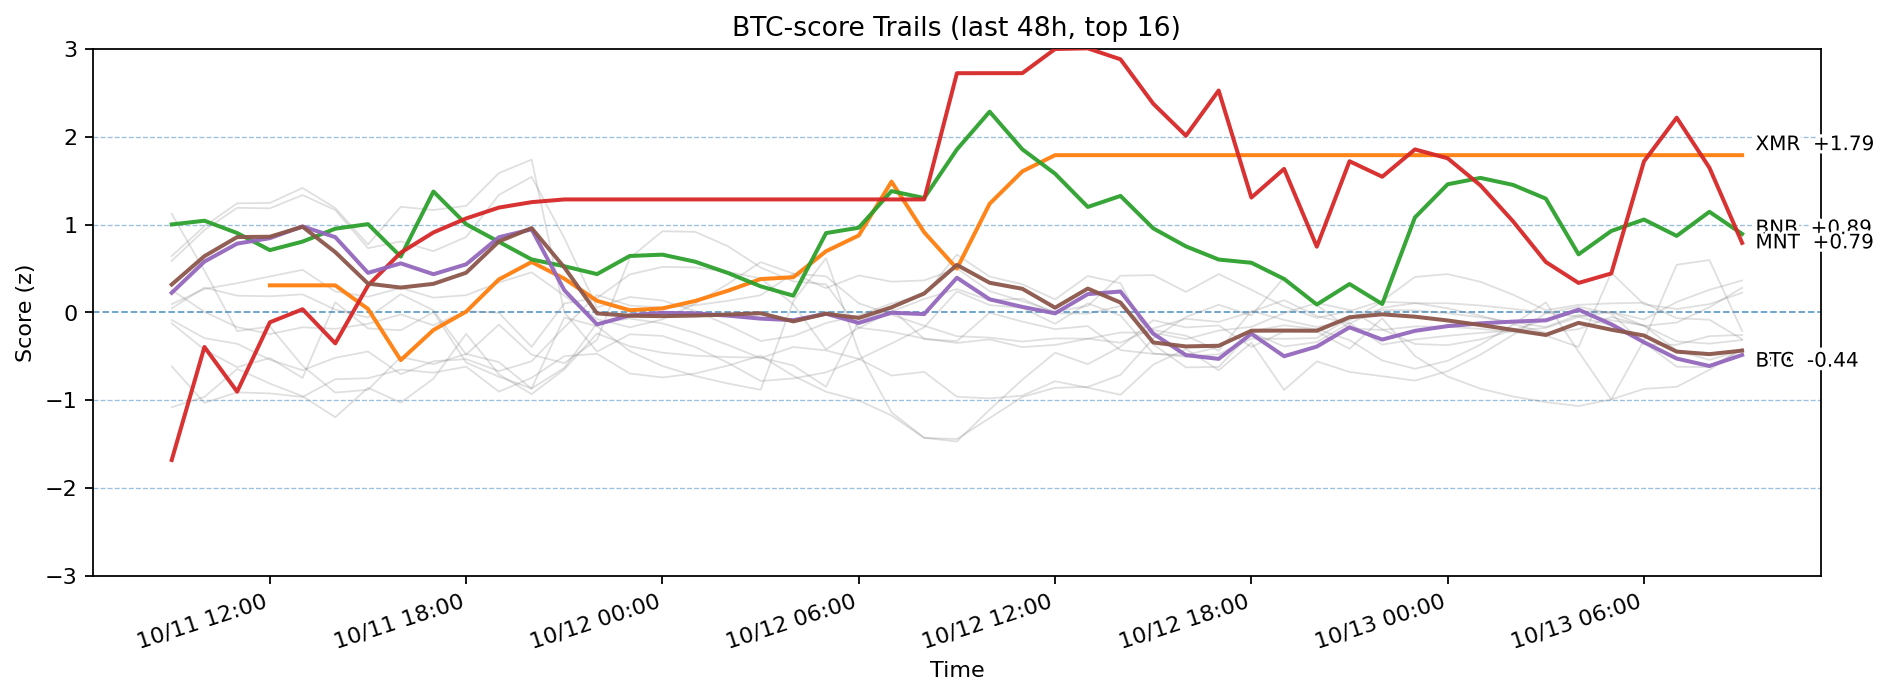 BTC-score Trails (last 48h, top 16)
Score (z)
3
2
1
0
−1
−2
−3
XMR +1.79
BNB +0.89
MNT +0.79
BTC -0.44
10/11 12:00
10/11 18:00
10/12 00:00
10/12 06:00
10/12 12:00
10/12 18:00
10/13 00:00
10/13 06:00
Time